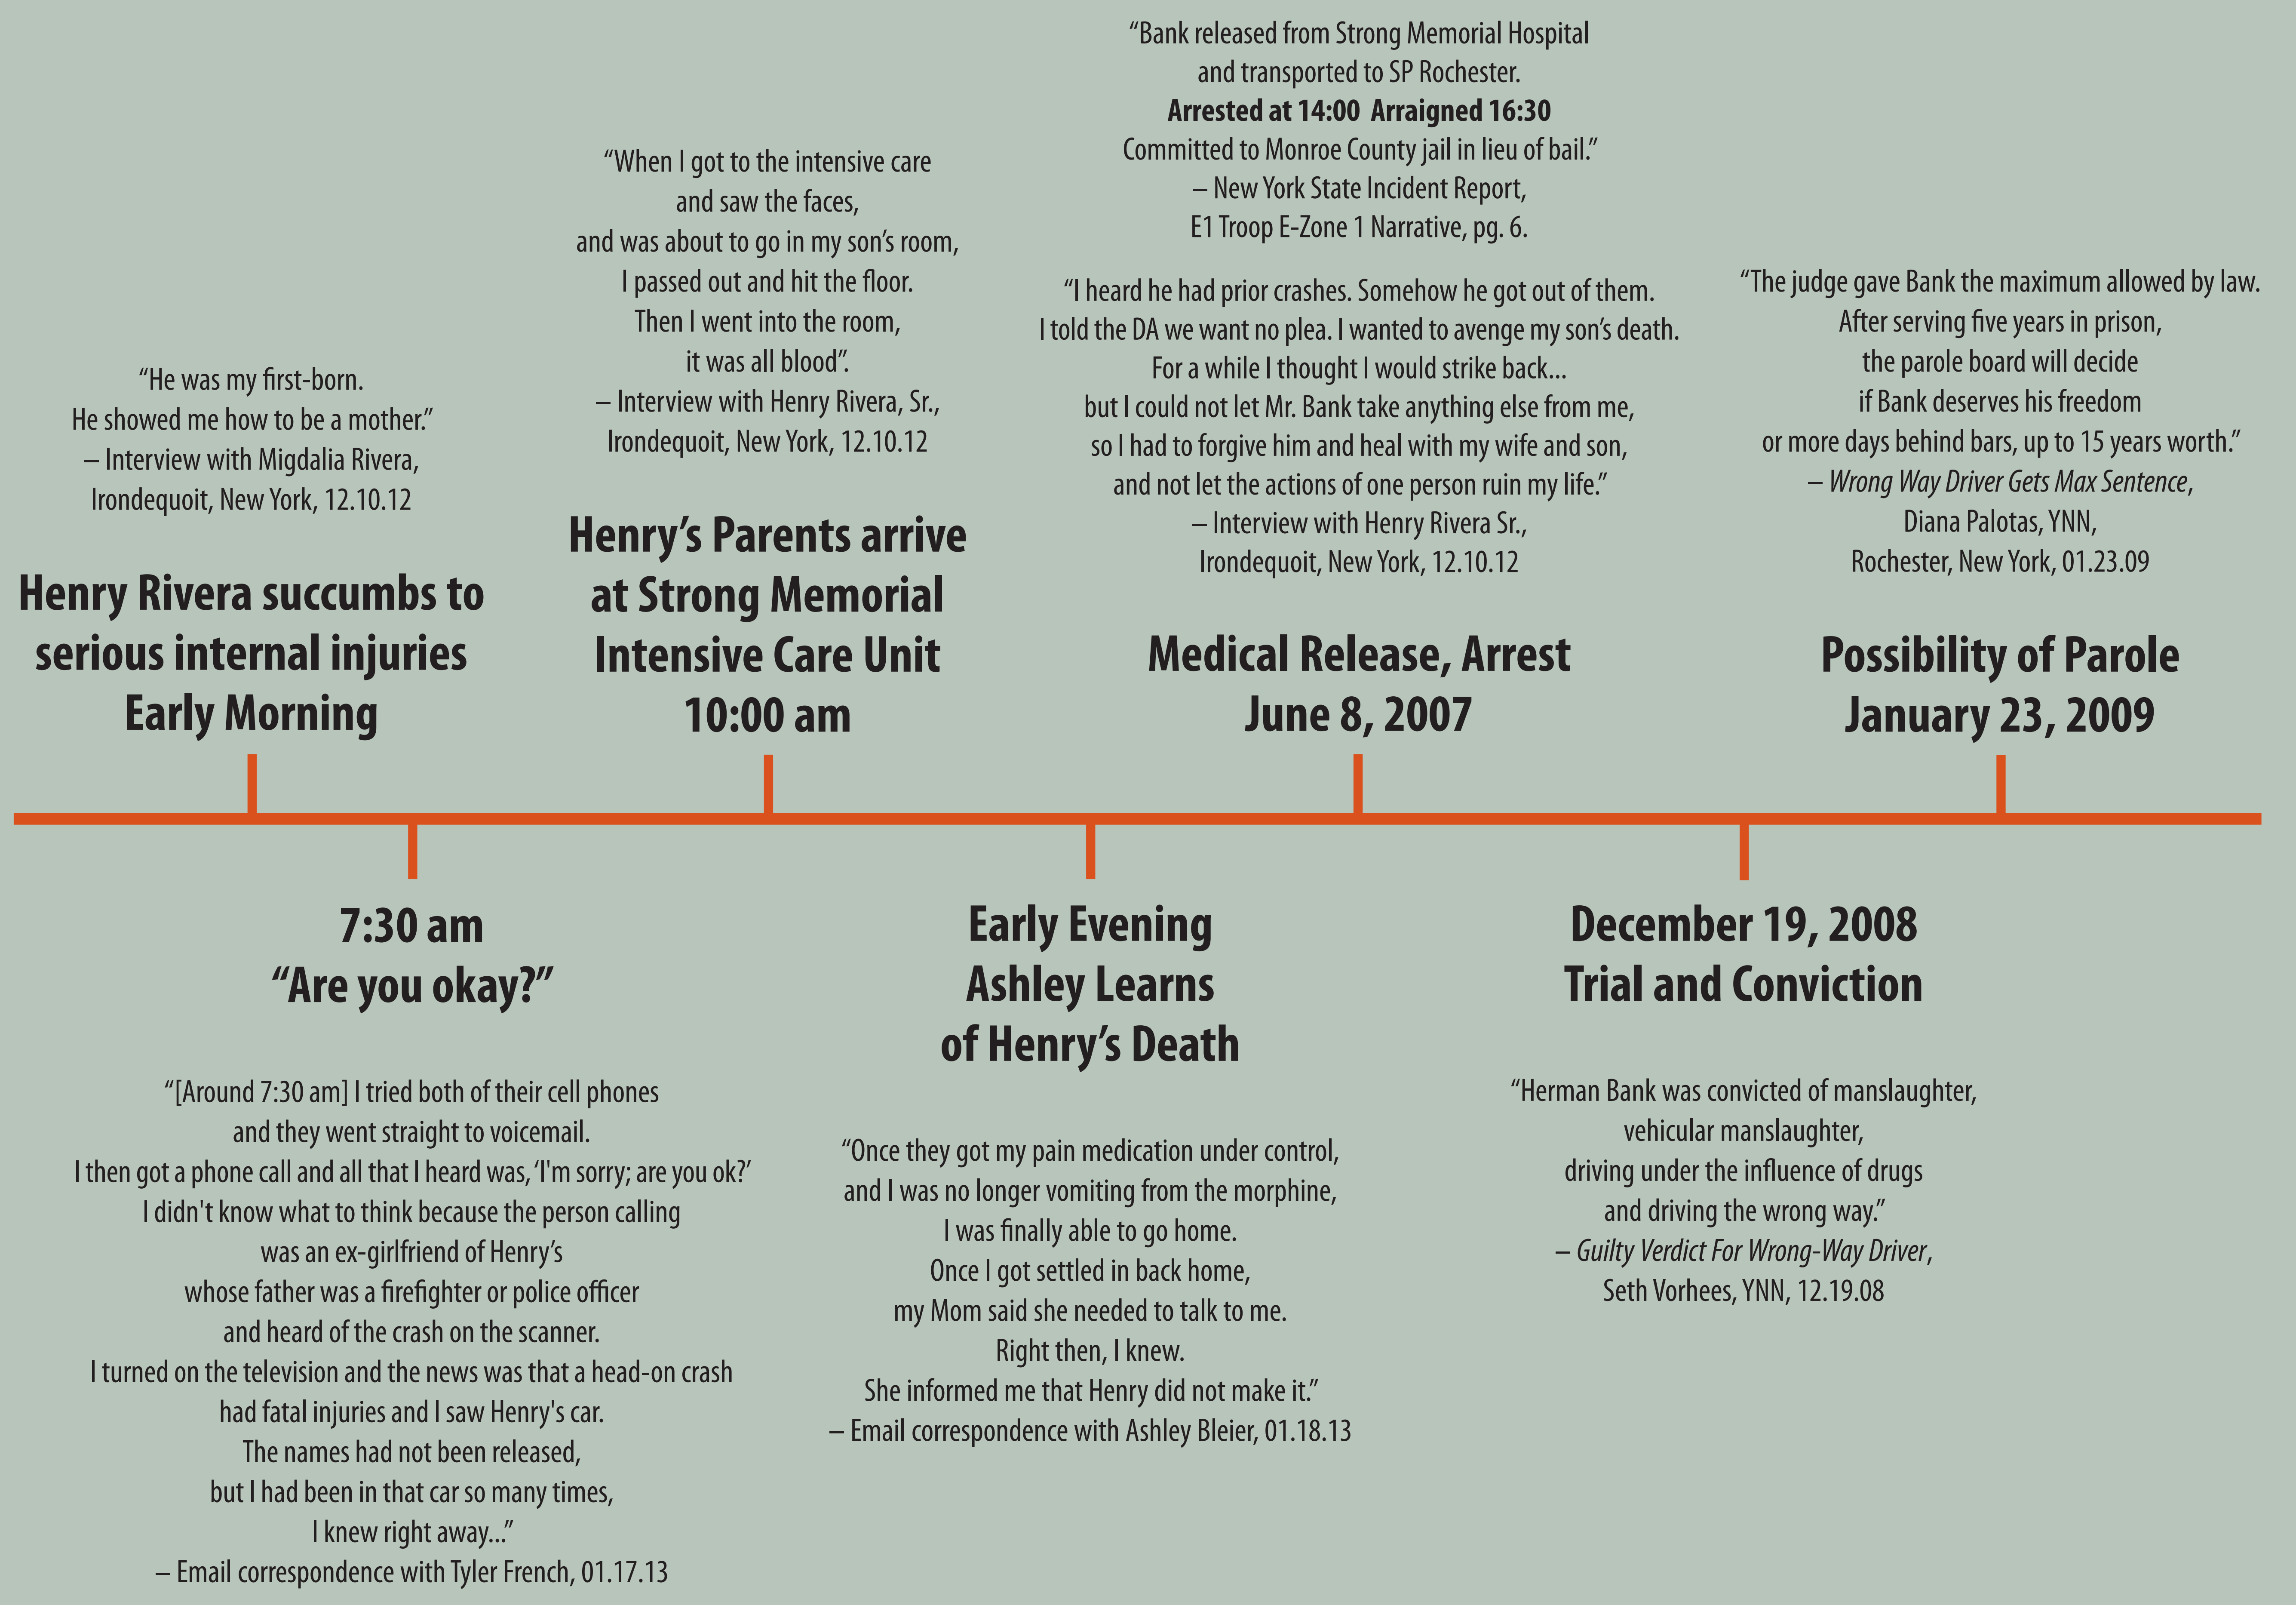 “He was my first-born.
He showed me how to be a mother.”
– Interview with Migdalia Rivera,
Irondequoit, New York, 12.10.12
Henry Rivera succumbs to
serious internal injuries
Early Morning
7:30 am
“Are you okay?”
“[Around 7:30 am] I tried both of their cell phones
and they went straight to voicemail.
I then got a phone call and all that I heard was, ‘I'm sorry; are you ok?’
I didn't know what to think because the person calling
was an ex-girlfriend of Henry’s
whose father was a firefighter or police officer
and heard of the crash on the scanner.
I turned on the television and the news was that a head-on crash
had fatal injuries and I saw Henry's car.
The names had not been released,
but I had been in that car so many times,
I knew right away...”
– Email correspondence with Tyler French, 01.17.13
“When I got to the intensive care
and saw the faces,
and was about to go in my son’s room,
I passed out and hit the floor.
Then I went into the room,
it was all blood”.
– Interview with Henry Rivera, Sr.,
Irondequoit, New York, 12.10.12
Henry’s Parents arrive
at Strong Memorial
Intensive Care Unit
10:00 am
Early Evening
Ashley Learns
of Henry’s Death
“Once they got my pain medication under control,
and I was no longer vomiting from the morphine,
I was finally able to go home.
Once I got settled in back home,
my Mom said she needed to talk to me.
Right then, I knew.
She informed me that Henry did not make it.”
– Email correspondence with Ashley Bleier, 01.18.13
“Bank released from Strong Memorial Hospital
and transported to SP Rochester.
Arrested at 14:00 Arraigned 16:30
Committed to Monroe County jail in lieu of bail.”
– New York State Incident Report,
E1 Troop E-Zone 1 Narrative, pg. 6.
“I heard he had prior crashes. Somehow he got out of them.
I told the DA we want no plea. I wanted to avenge my son’s death.
For a while I thought I would strike back...
but I could not let Mr. Bank take anything else from me,
so I had to forgive him and heal with my wife and son,
and not let the actions of one person ruin my life.”
– Interview with Henry Rivera Sr.,
Irondequoit, New York, 12.10.12
Medical Release, Arrest
June 8, 2007
December 19, 2008
Trial and Conviction
“Herman Bank was convicted of manslaughter,
vehicular manslaughter,
driving under the influence of drugs
and driving the wrong way.”
– Guilty Verdict For Wrong-Way Driver,
Seth Vorhees, YNN, 12.19.08
“The judge gave Bank the maximum allowed by law.
After serving five years in prison,
the parole board will decide
if Bank deserves his freedom
or more days behind bars, up to 15 years worth.”
– Wrong Way Driver Gets Max Sentence,
Diana Palotas, YNN,
Rochester, New York, 01.23.09
Possibility of Parole
January 23, 2009